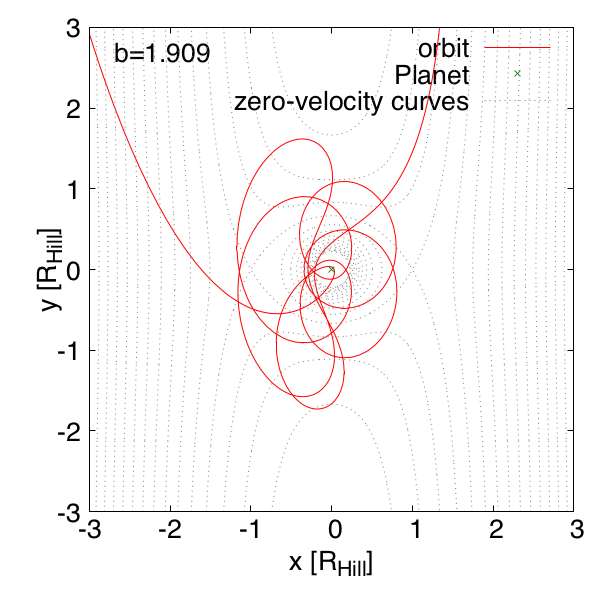 b=1.909
orbit
Planet
zero-velocity curves
y [R_Hill]
3
2
1
0
-1
-2
-3
-3 -2 -1 0 1 2 3
x [R_Hill]